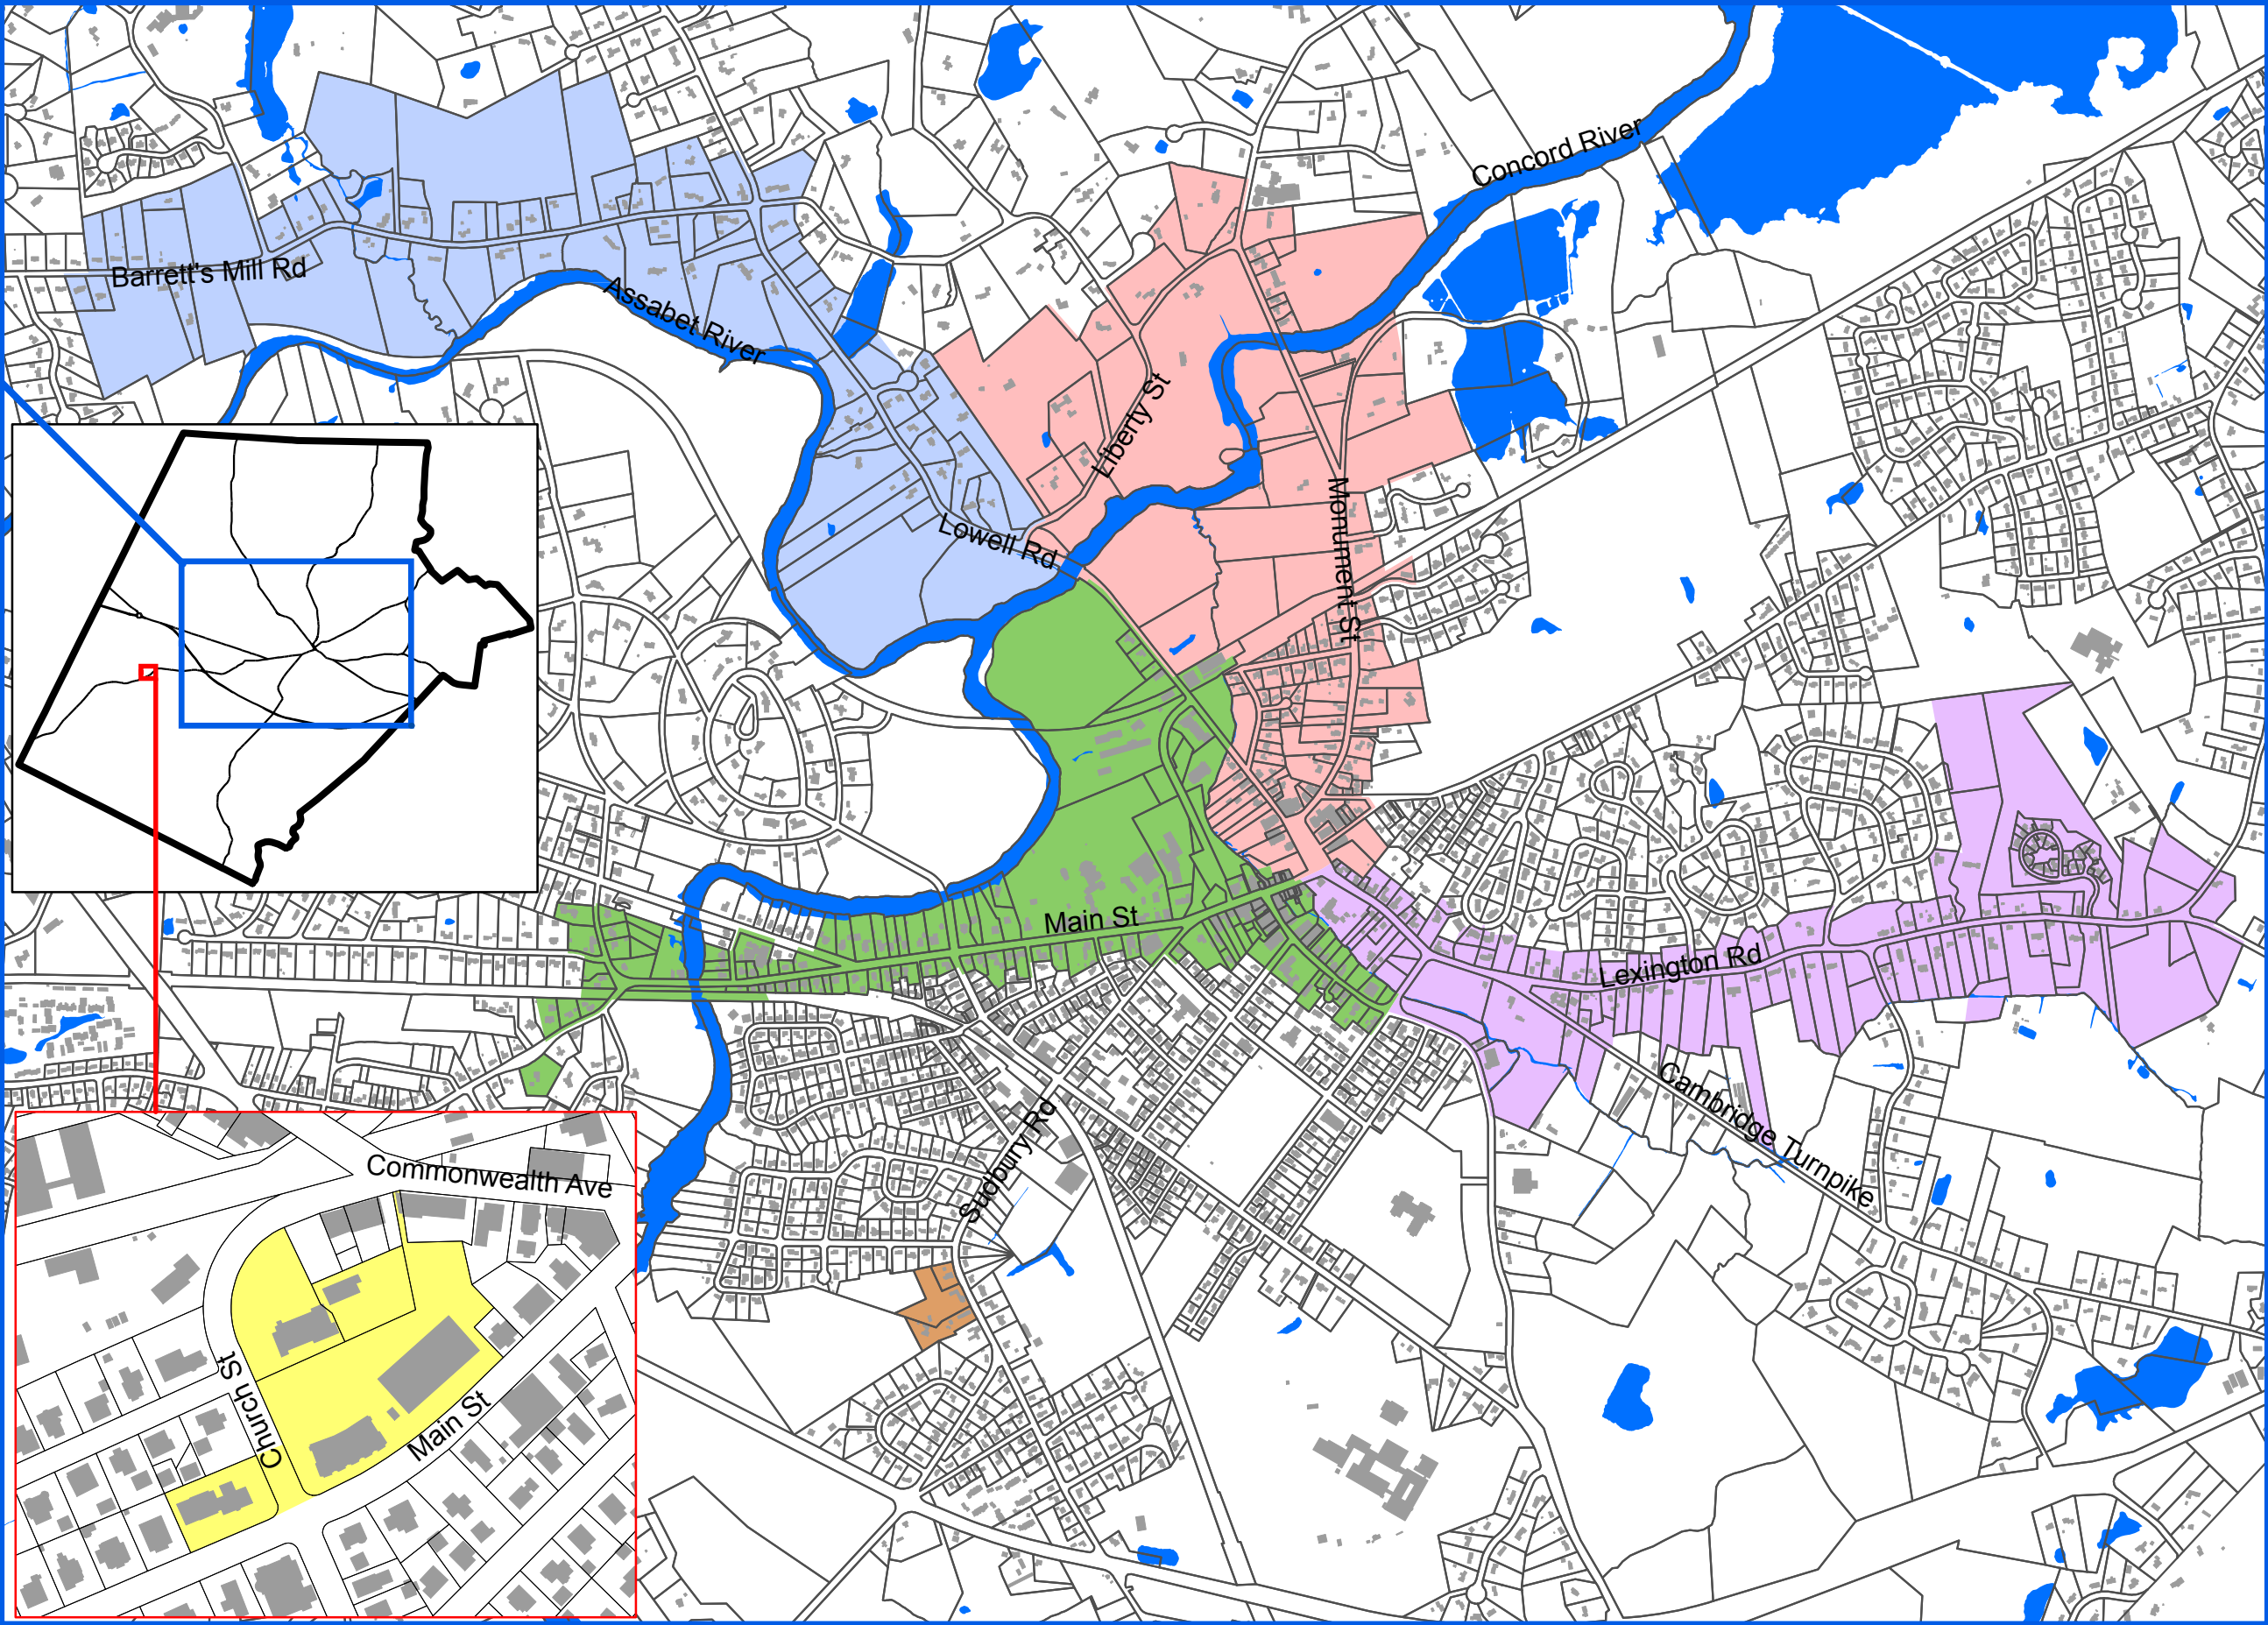 Concord River
Barrett's Mill Rd
Assabet River
Liberty St
Lowell Rd
Monument St
Main St
Lexington Rd
Cambridge Turnpike
Sudbury Rd
Commonwealth Ave
Church St
Main St